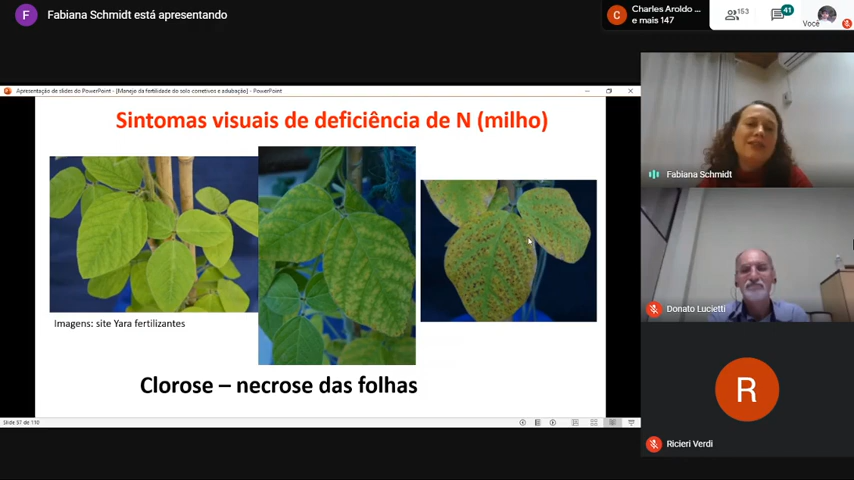 F Fabiana Schmidt está apresentando
C Charles Aroldo ...
e mais 147
153
41
Você
Apresentação de slides do PowerPoint - [Manejo da fertilidade do solo corretivos e adubação] - PowerPoint
Sintomas visuais de deficiência de N (milho)
Imagens: site Yara fertilizantes
Clorose – necrose das folhas
Slide 37 de 110
Fabiana Schmidt
Donato Lucietti
R
Ricieri Verdi